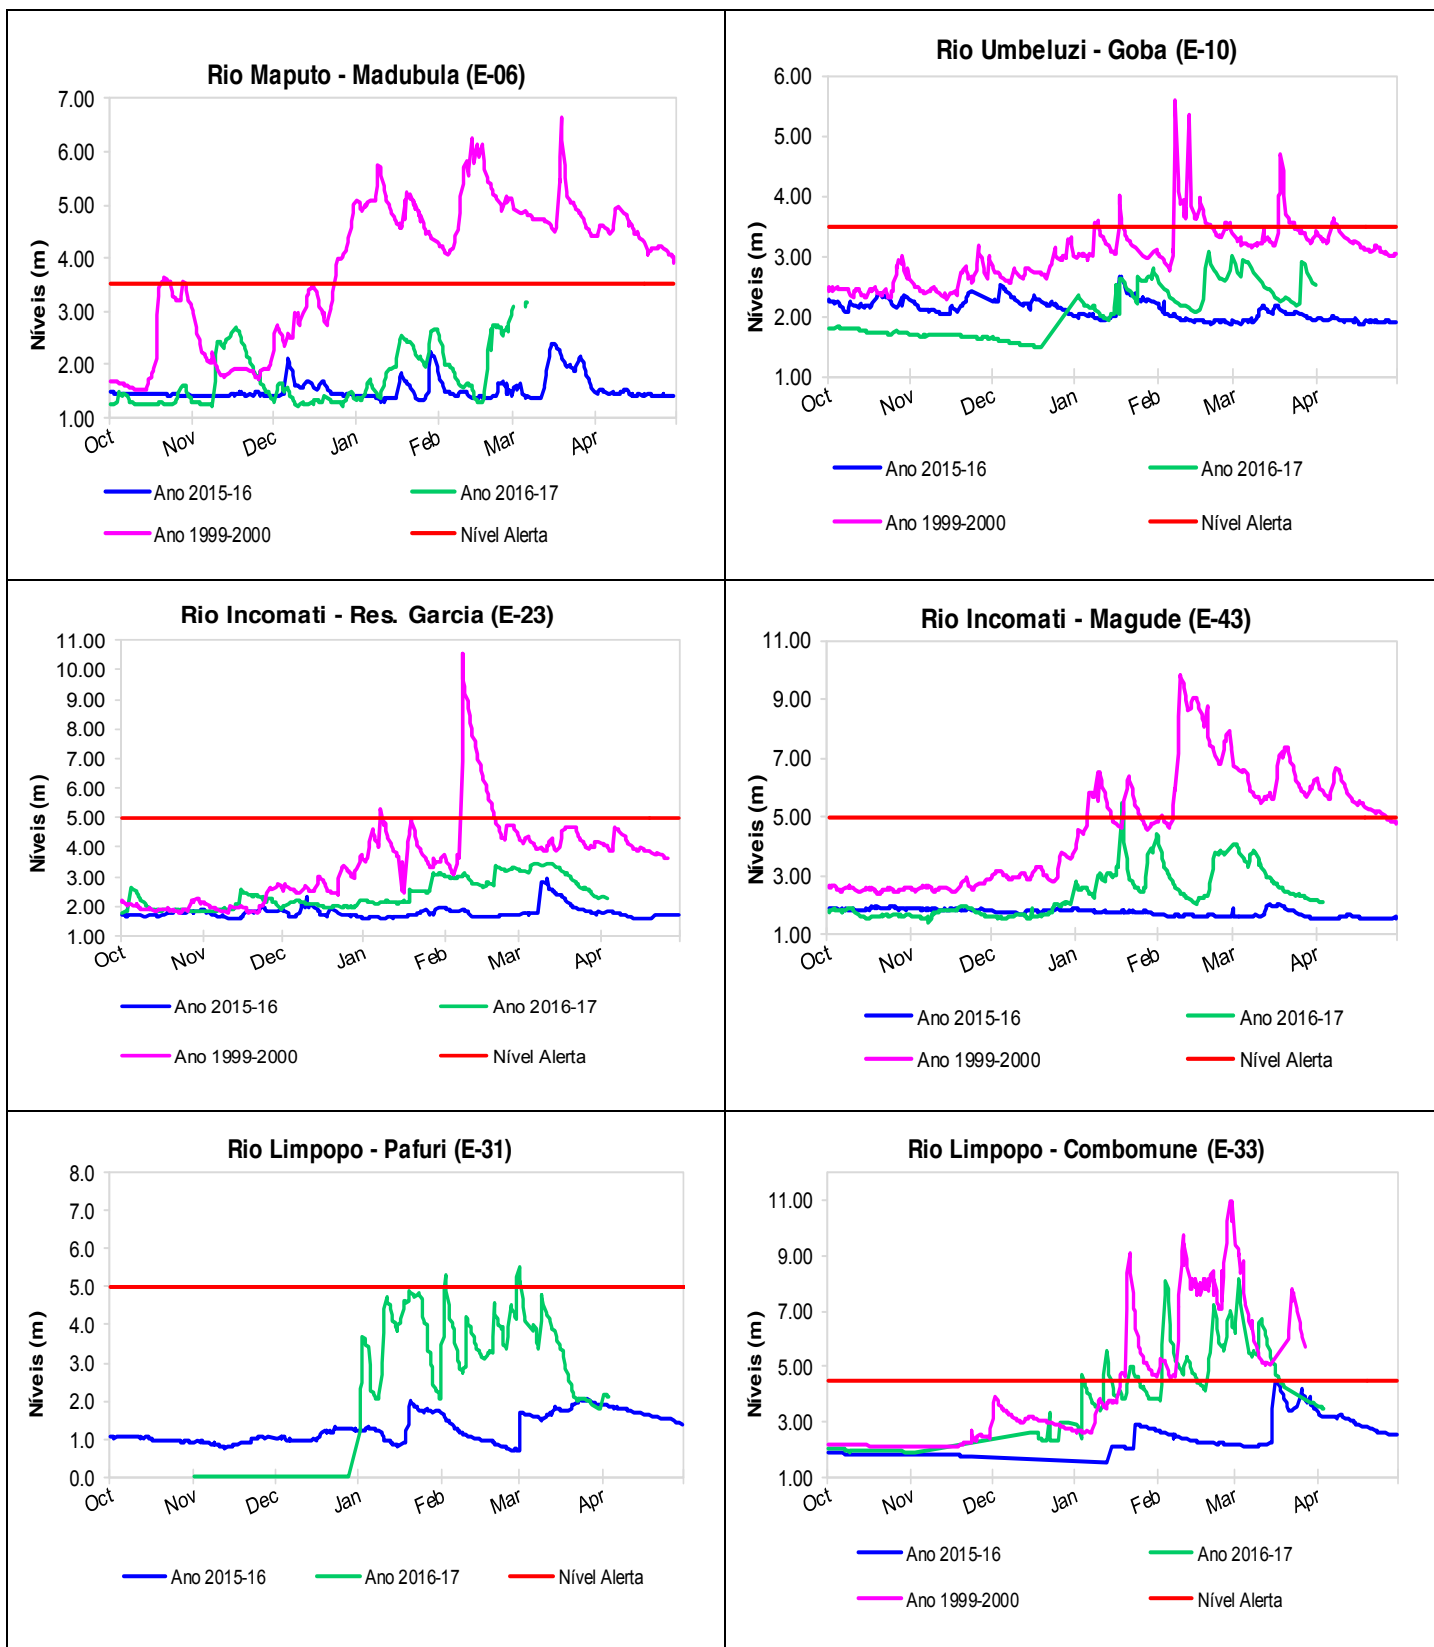 Rio Maputo - Madubula (E-06)
7.00
6.00
5.00
4.00
3.00
2.00
1.00
Níveis (m)
Oct Nov Dec Jan Feb Mar Apr
Ano 2015-16 Ano 2016-17
Ano 1999-2000 Nível Alerta
Rio Umbeluzi - Goba (E-10)
6.00
5.00
4.00
3.00
2.00
1.00
Níveis (m)
Oct Nov Dec Jan Feb Mar Apr
Ano 2015-16 Ano 2016-17
Ano 1999-2000 Nível Alerta
Rio Incomati - Res. Garcia (E-23)
11.00
10.00
9.00
8.00
7.00
6.00
5.00
4.00
3.00
2.00
1.00
Níveis (m)
Oct Nov Dec Jan Feb Mar Apr
Ano 2015-16 Ano 2016-17
Ano 1999-2000 Nível Alerta
Rio Incomati - Magude (E-43)
11.00
9.00
7.00
5.00
3.00
1.00
Níveis (m)
Oct Nov Dec Jan Feb Mar Apr
Ano 2015-16 Ano 2016-17
Ano 1999-2000 Nível Alerta
Rio Limpopo - Pafuri (E-31)
8.0
7.0
6.0
5.0
4.0
3.0
2.0
1.0
0.0
Níveis (m)
Oct Nov Dec Jan Feb Mar Apr
Ano 2015-16 Ano 2016-17 Nível Alerta
Rio Limpopo - Combomune (E-33)
11.00
9.00
7.00
5.00
3.00
1.00
Níveis (m)
Oct Nov Dec Jan Feb Mar Apr
Ano 2015-16 Ano 2016-17
Ano 1999-2000 Nível Alerta